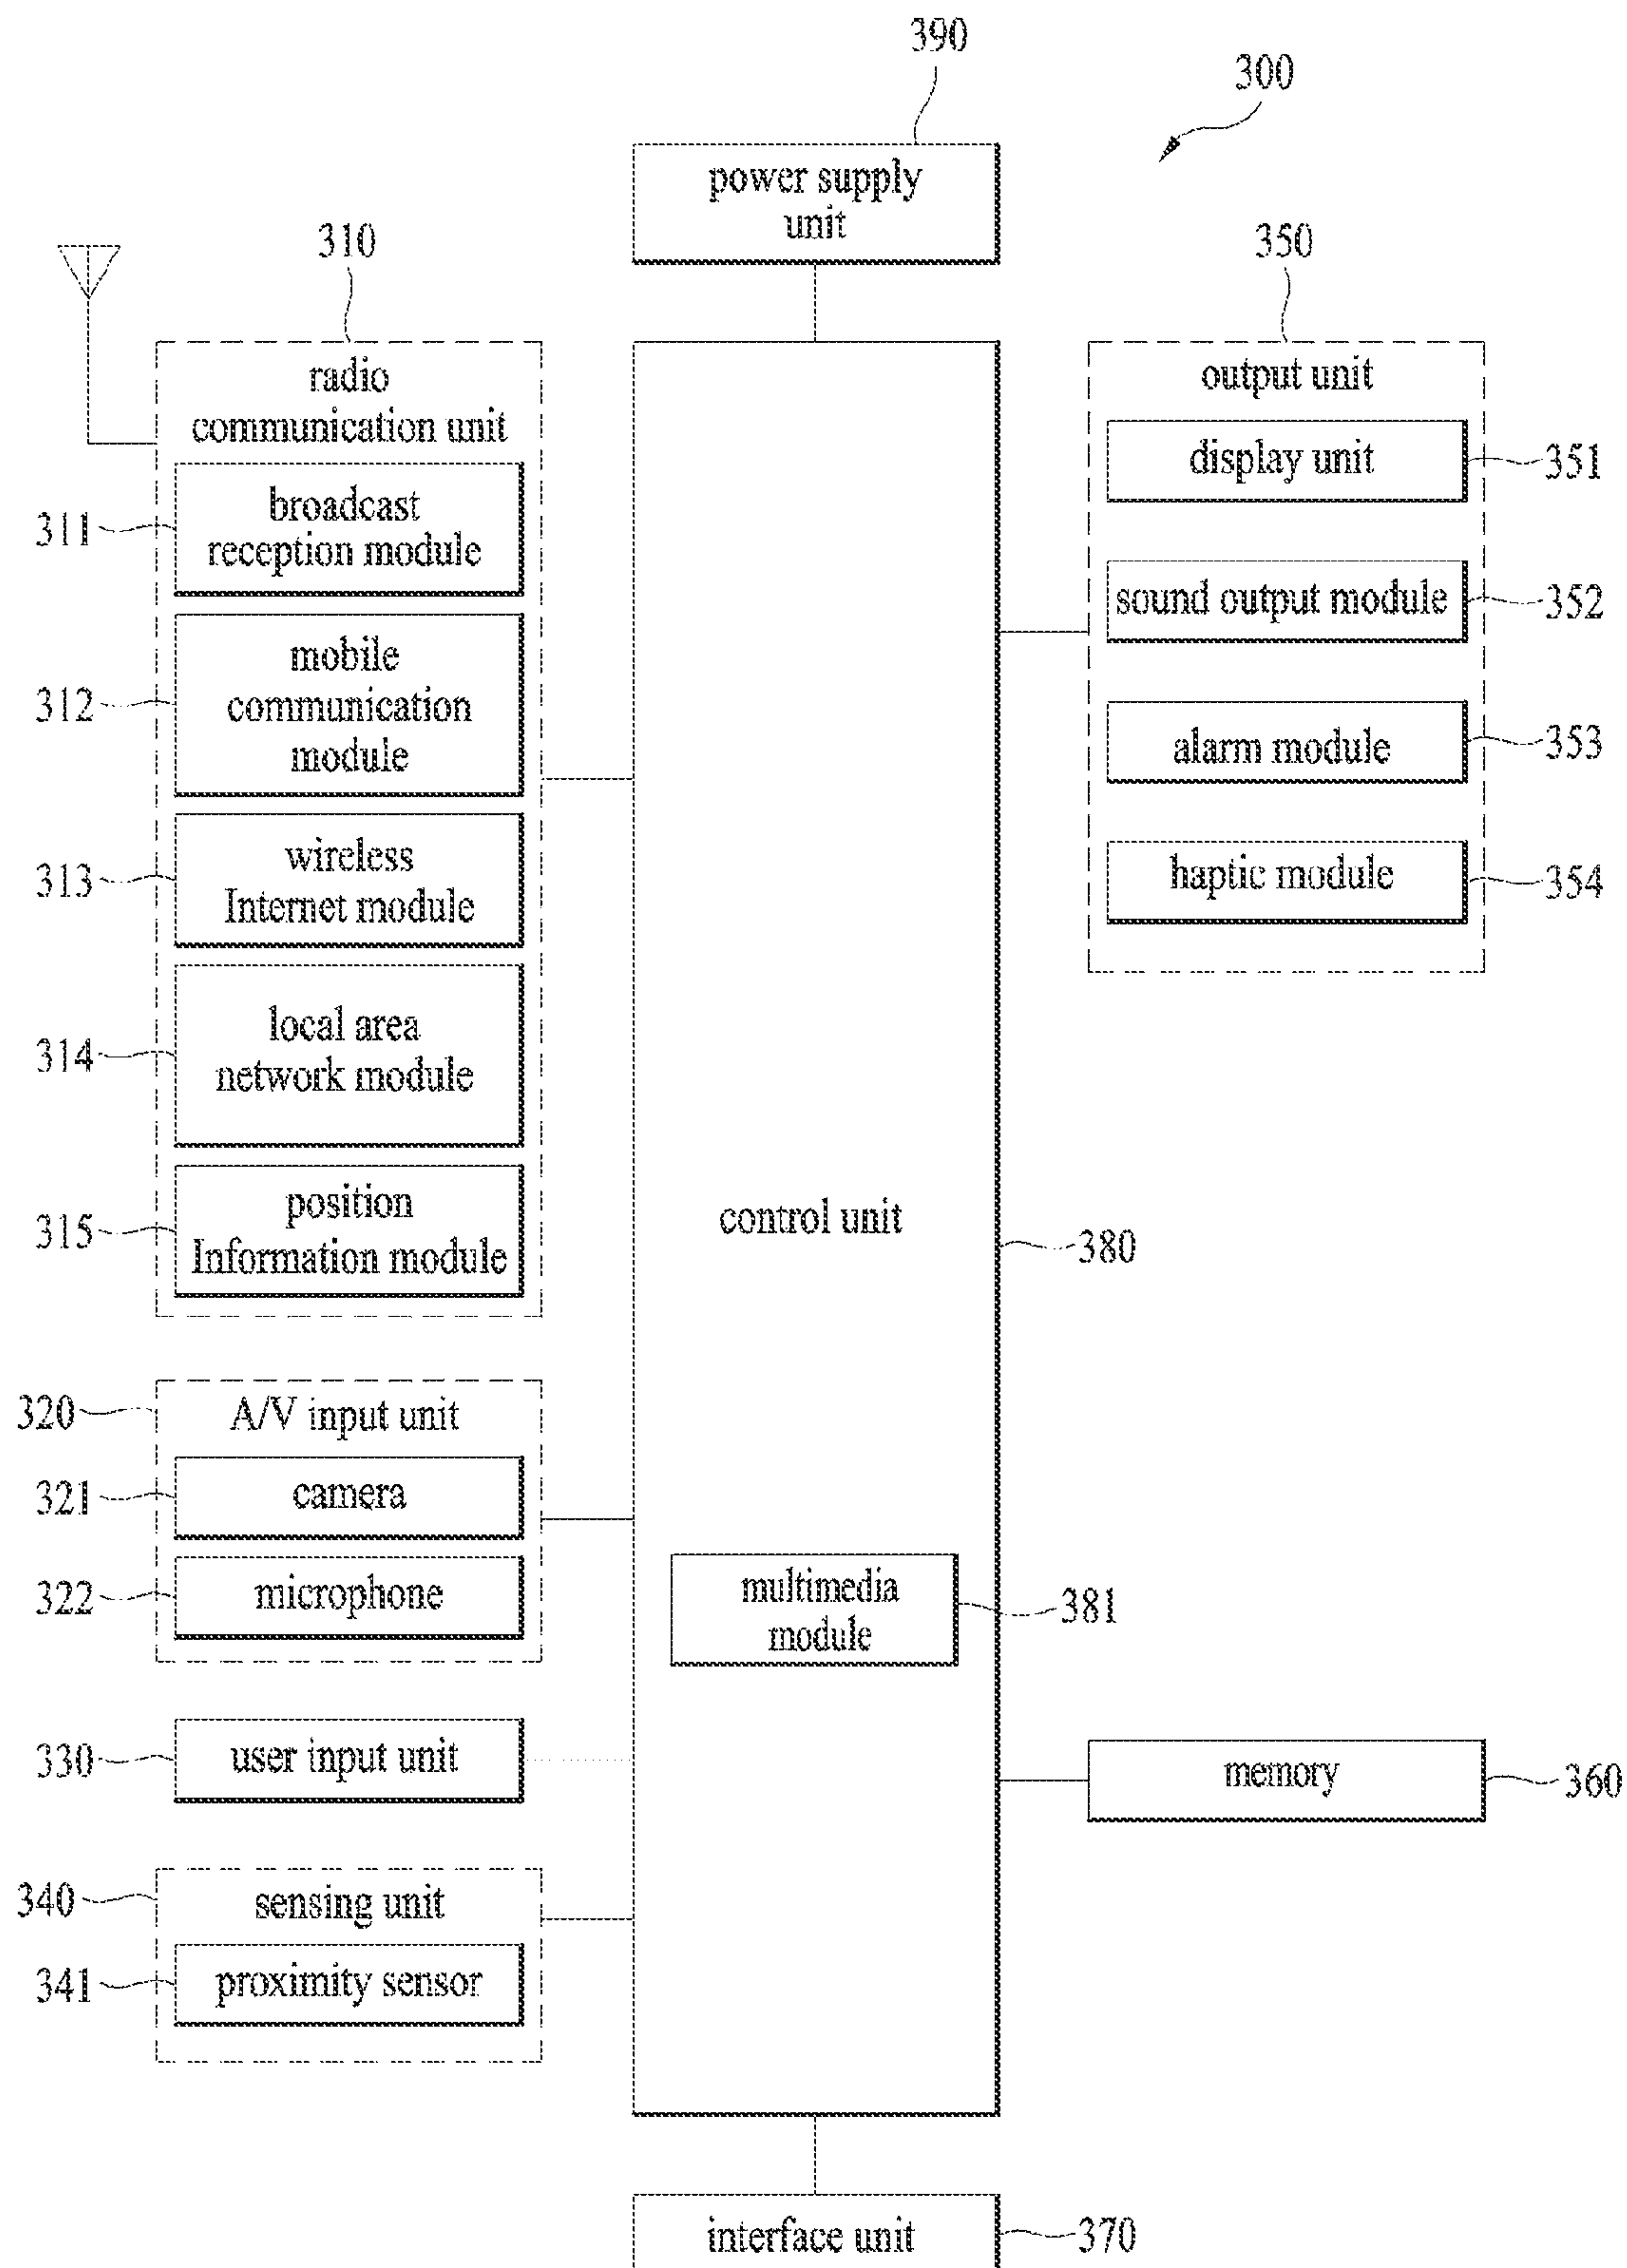 390
300
power supply
unit
310
350
radio
communication unit
311
broadcast
reception module
312
mobile
communication
module
313
wireless
Internet module
314
local area
network module
315
position
Information module
output unit
display unit
351
sound output module
352
alarm module
353
haptic module
354
control unit
380
320
A/V input unit
321
camera
322
microphone
multimedia
module
381
330
user input unit
memory
360
340
sensing unit
341
proximity sensor
interface unit
370